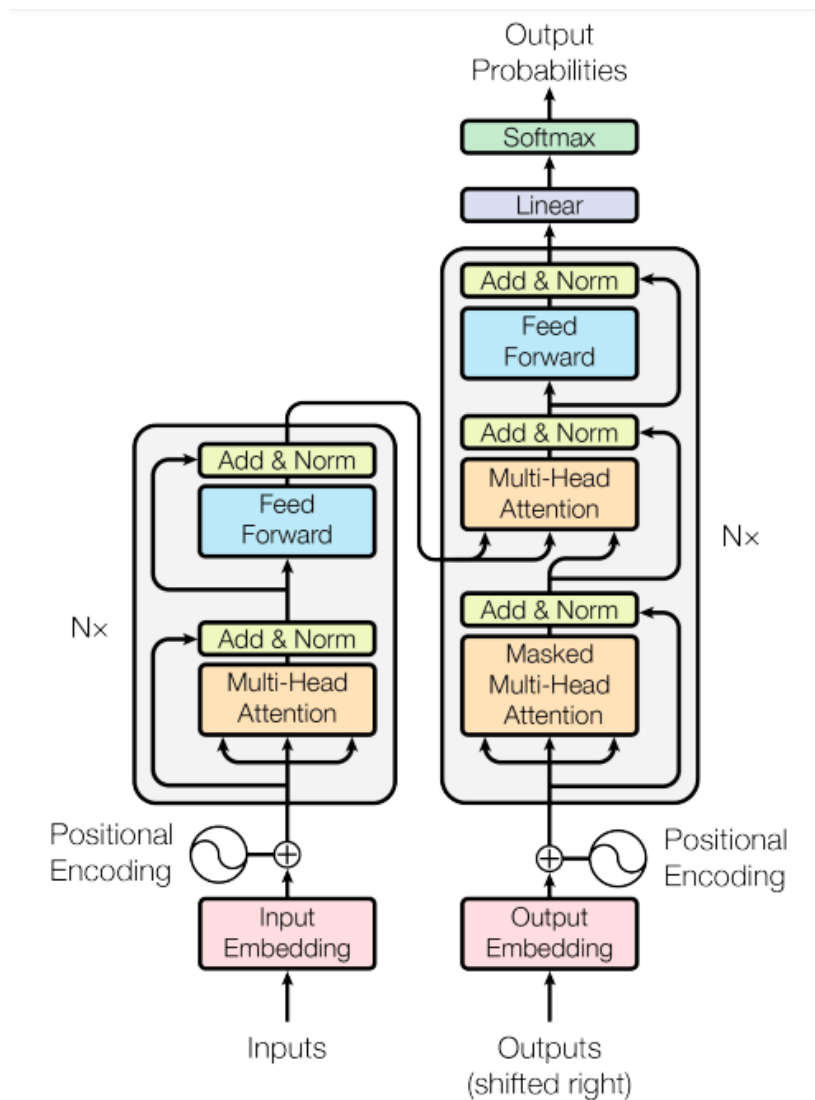 Output
Probabilities
Softmax
Linear
Add & Norm
Feed
Forward
Add & Norm
Multi-Head
Attention
Add & Norm
Masked
Multi-Head
Attention
N×
Add & Norm
Feed
Forward
Add & Norm
Multi-Head
Attention
N×
Positional
Encoding
Positional
Encoding
Input
Embedding
Output
Embedding
Inputs
Outputs
(shifted right)